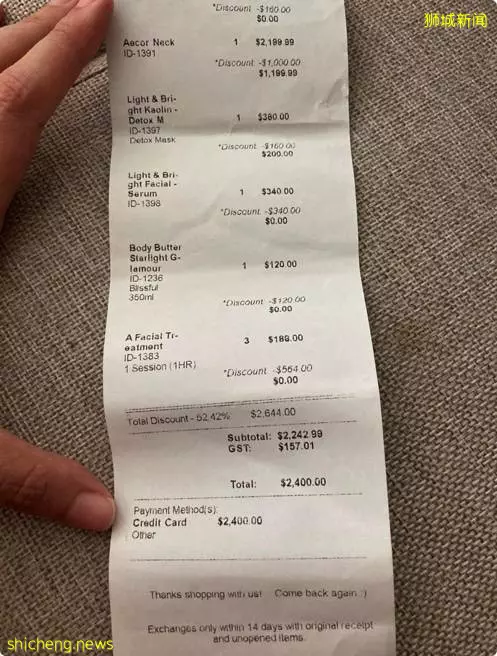 狮城新闻
*Discount -$160.00
$0.00
Aecor Neck 1 $2,199.99
ID-1391
*Discount -$1,000.00
$1,199.99
Light & Bri-
ght Kaolin -
Detox M 1 $360.00
ID-1397
Detox Mask
*Discount -$160.00
$200.00
Light & Bri-
ght Facial -
Serum 1 $340.00
ID-1398
*Discount -$340.00
$0.00
Body Butter
Starlight G-
lamour 1 $120.00
ID-1236
Blissful
350ml
*Discount -$120.00
$0.00
A Facial Tr-
eatment 3 $188.00
ID-1383
1 Session (1HR)
*Discount -$564.00
$0.00
Total Discount - 52.42% $2,644.00
Subtotal: $2,242.99
GST: $157.01
Total: $2,400.00
Payment Method(s):
Credit Card $2,400.00
Other
Thanks shopping with us! Come back again :)
Exchanges only within 14 days with original receipt
and unopened items.
shicheng.news